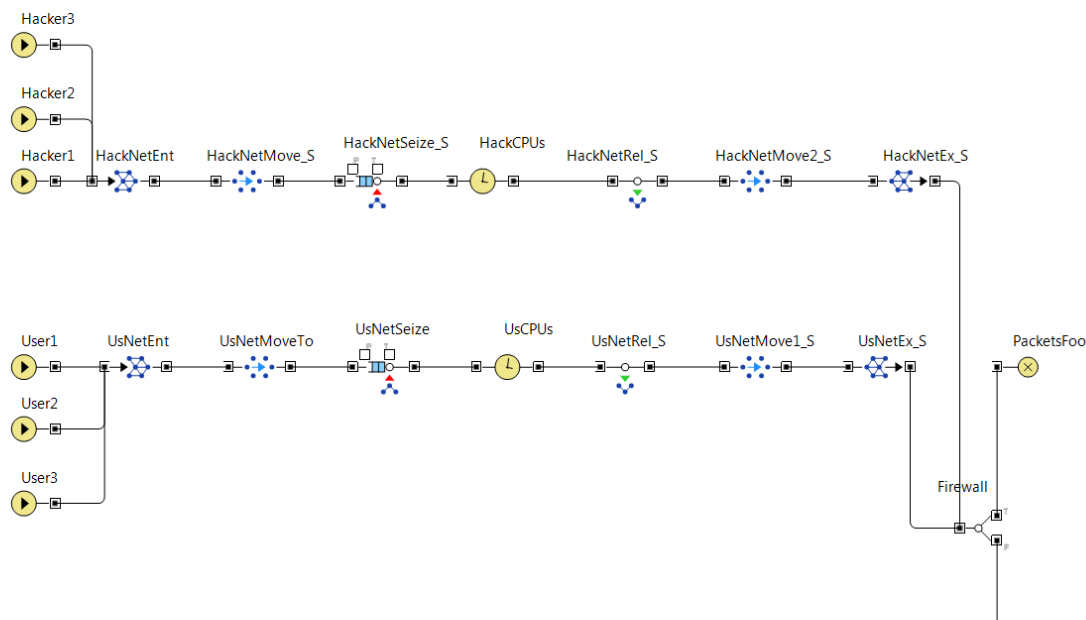 Hacker3
Hacker2
Hacker1
HackNetEnt
HackNetMove_S
HackNetSeize_S
HackCPUs
HackNetRel_S
HackNetMove2_S
HackNetEx_S
User1
UsNetEnt
UsNetMoveTo
UsNetSeize
UsCPUs
UsNetRel_S
UsNetMove1_S
UsNetEx_S
PacketsFoo
User2
User3
Firewall
T
F